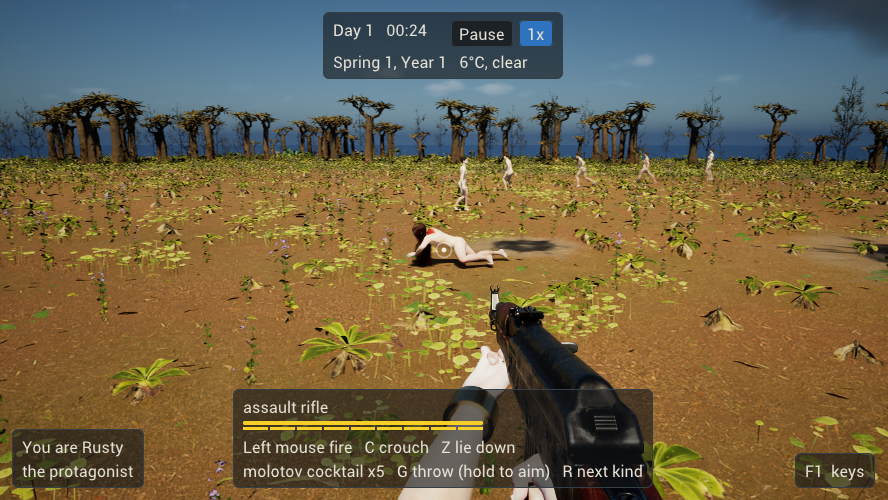 Day 1 00:24 Pause 1x
Spring 1, Year 1 6°C, clear
assault rifle
Left mouse fire C crouch Z lie down
molotov cocktail x5 G throw (hold to aim) R next kind
You are Rusty
the protagonist
F1 keys